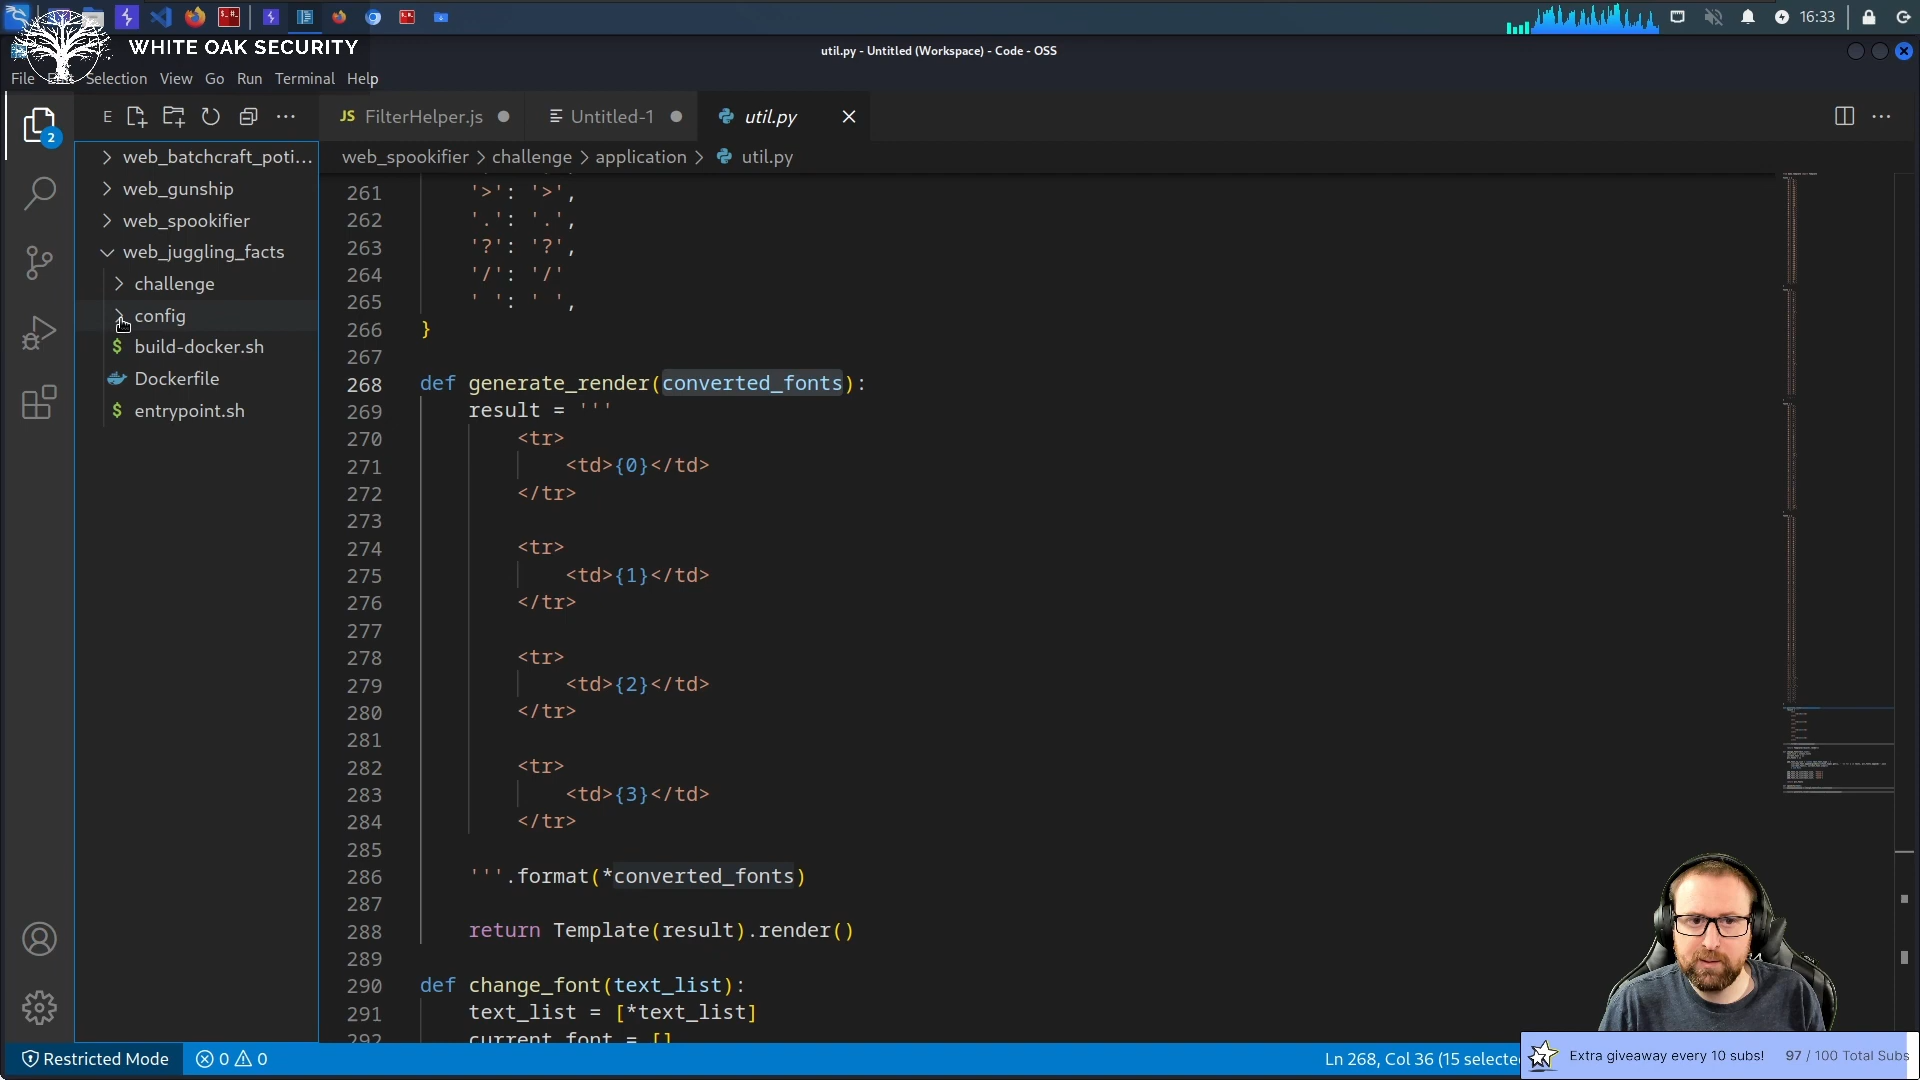 16:33
WHITE OAK SECURITY
util.py - Untitled (Workspace) - Code - OSS
File Edit Selection View Go Run Terminal Help
E
JS FilterHelper.js
Untitled-1
util.py
2
web_spookifier > challenge > application > util.py
web_batchcraft_poti...
web_gunship
web_spookifier
web_juggling_facts
challenge
config
$ build-docker.sh
Dockerfile
$ entrypoint.sh
261 '>': '>',
262 '.': '.',
263 '?': '?',
264 '/': '/'
265 ' ': ' ',
266 }
267
268 def generate_render(converted_fonts):
269 result = '''
270 <tr>
271 <td>{0}</td>
272 </tr>
273
274 <tr>
275 <td>{1}</td>
276 </tr>
277
278 <tr>
279 <td>{2}</td>
280 </tr>
281
282 <tr>
283 <td>{3}</td>
284 </tr>
285
286 '''.format(*converted_fonts)
287
288 return Template(result).render()
289
290 def change_font(text_list):
291 text_list = [*text_list]
292 current_font = []
Restricted Mode
0 0
Ln 268, Col 36 (15 selected
Extra giveaway every 10 subs! 97 / 100 Total Subs